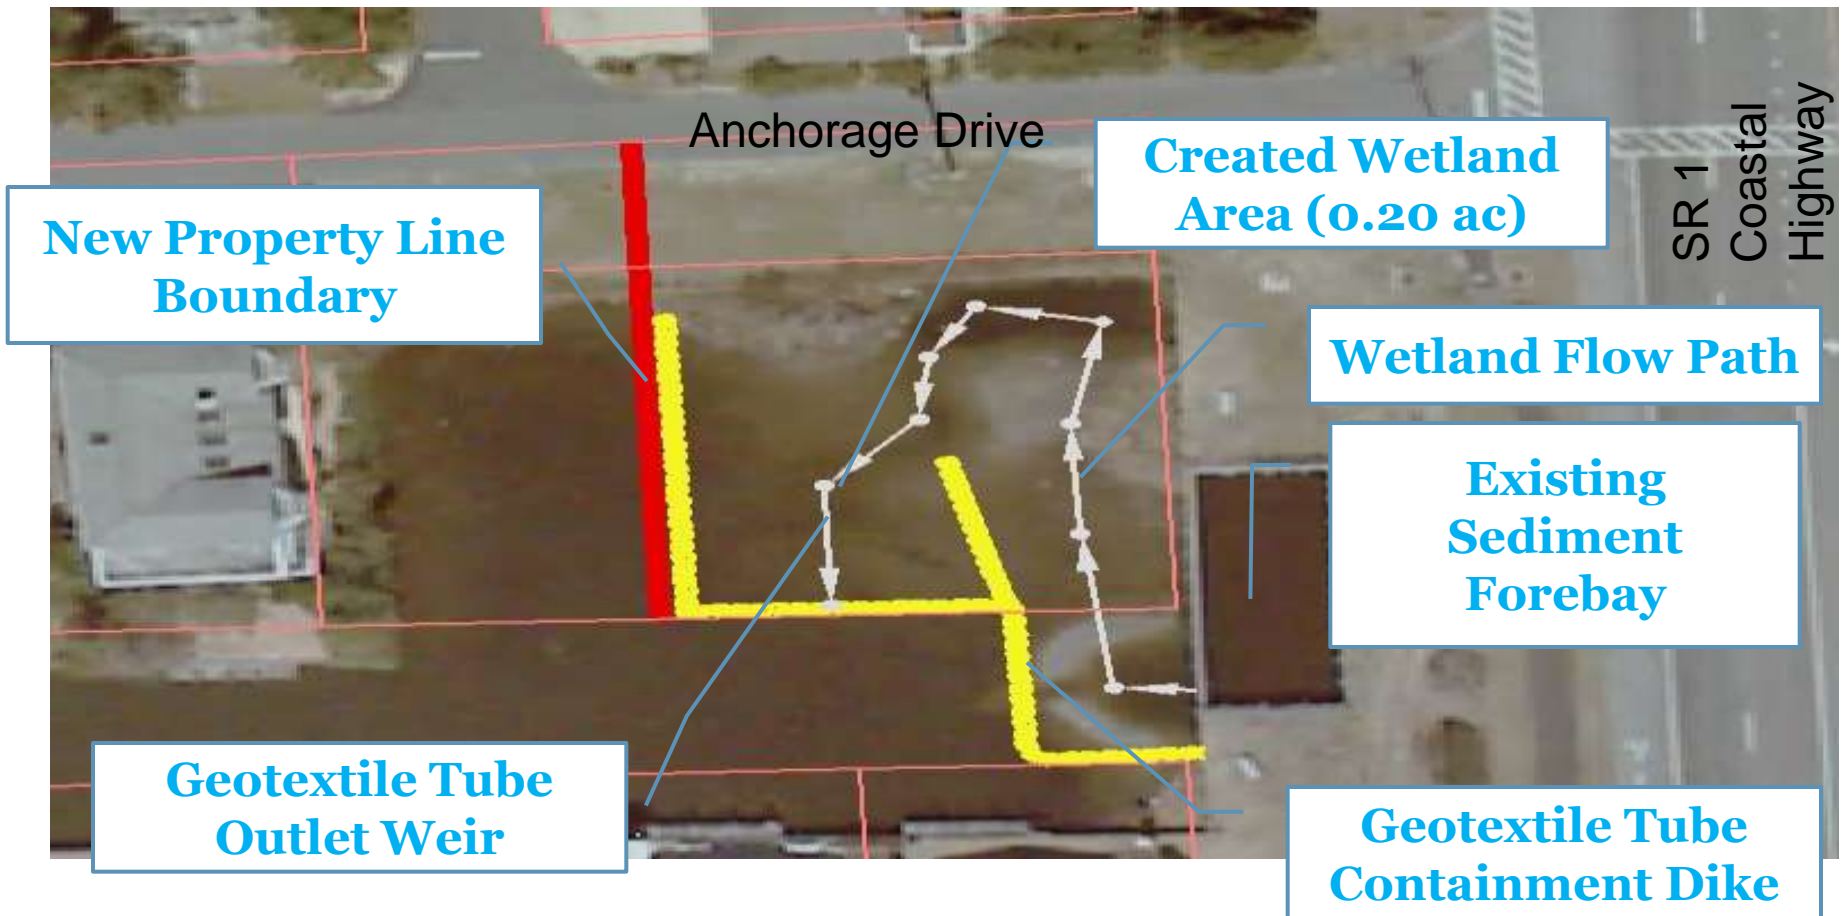 Anchorage Drive
Created Wetland
Area (0.20 ac)
SR 1
Coastal
Highway
New Property Line
Boundary
Wetland Flow Path
Existing
Sediment
Forebay
Geotextile Tube
Outlet Weir
Geotextile Tube
Containment Dike